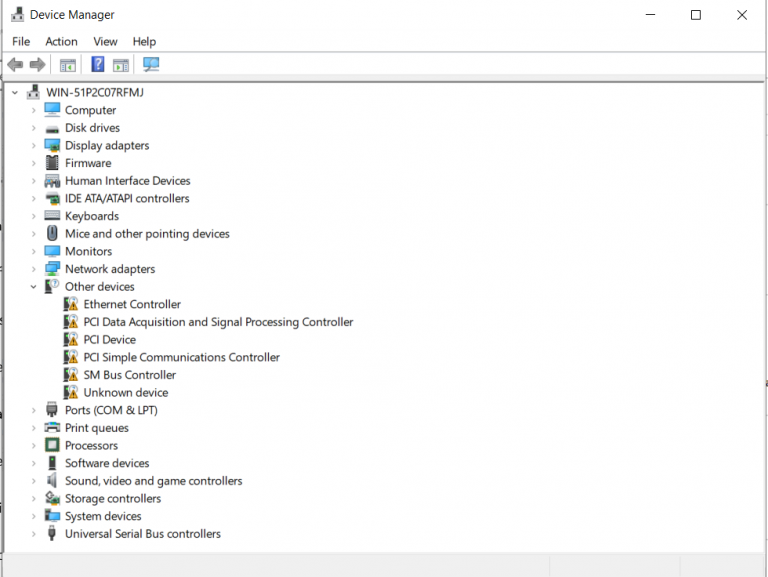 Device Manager
File Action View Help
WIN-51P2C07RFMJ
Computer
Disk drives
Display adapters
Firmware
Human Interface Devices
IDE ATA/ATAPI controllers
Keyboards
Mice and other pointing devices
Monitors
Network adapters
Other devices
Ethernet Controller
PCI Data Acquisition and Signal Processing Controller
PCI Device
PCI Simple Communications Controller
SM Bus Controller
Unknown device
Ports (COM & LPT)
Print queues
Processors
Software devices
Sound, video and game controllers
Storage controllers
System devices
Universal Serial Bus controllers